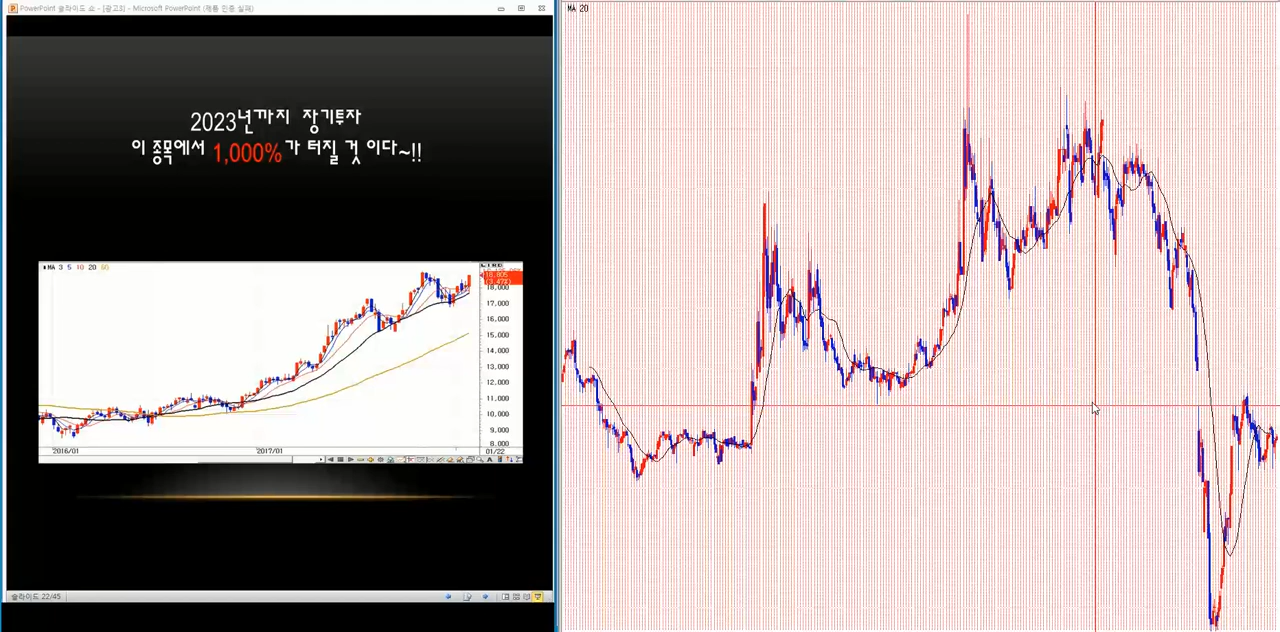 PowerPoint 슬라이드 쇼 - [광고3] - Microsoft PowerPoint (제품 인증 실패)
2023년까지 장기투자
이 종목에서 1,000%가 터질 것 이다~!!
MA 3 5 10 20 60
18,000
17,000
16,000
15,000
14,000
13,000
12,000
11,000
10,000
9,000
8,000
2016/01
2017/01
01/22
슬라이드 22/45
MA 20